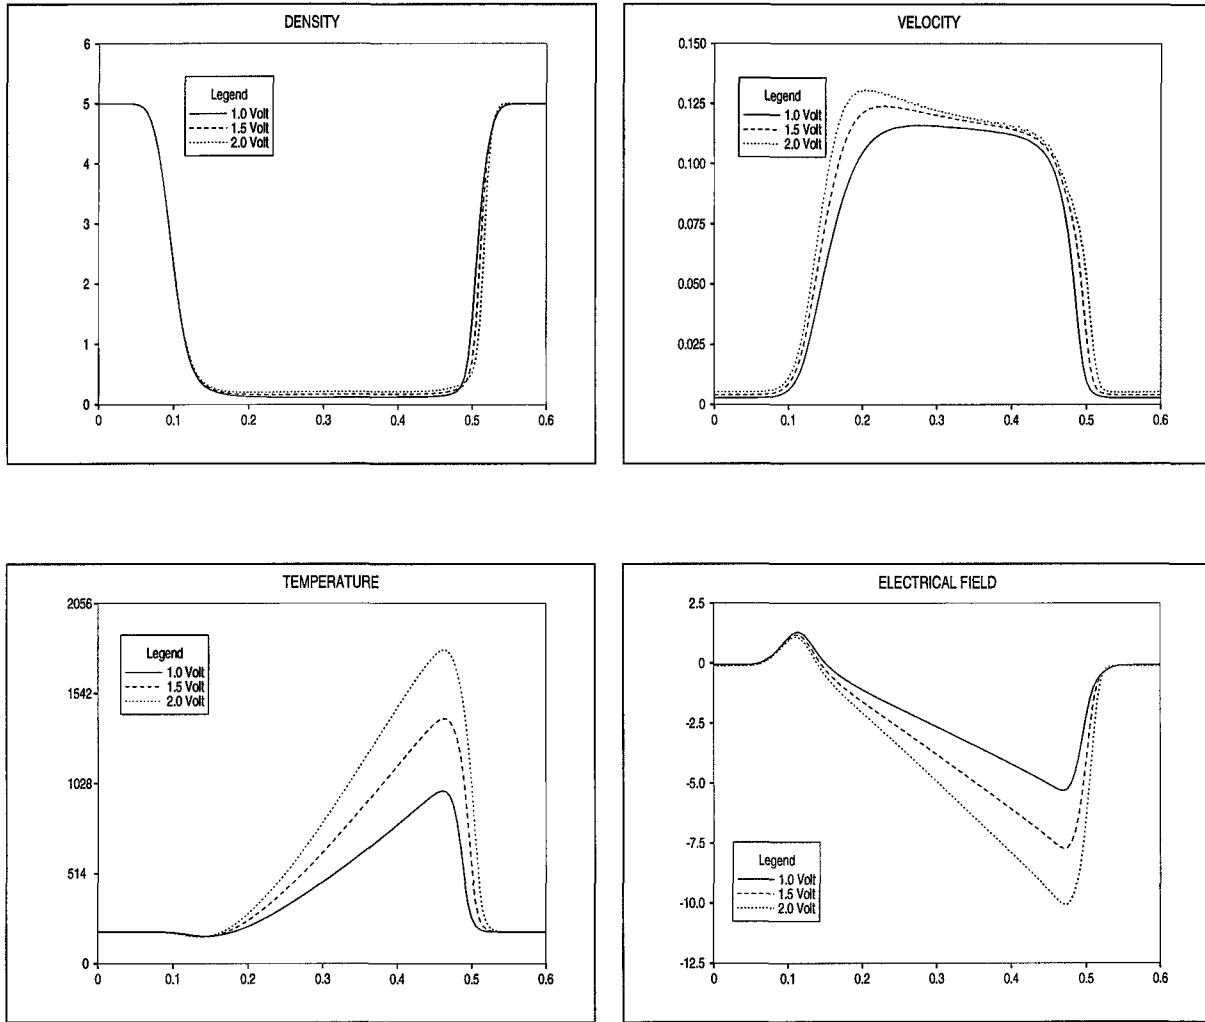 DENSITY
6
5
4
3
2
1
0
0
0.1
0.2
0.3
0.4
0.5
0.6
Legend
1.0 Volt
1.5 Volt
2.0 Volt
VELOCITY
0.150
0.125
0.100
0.075
0.050
0.025
0
0
0.1
0.2
0.3
0.4
0.5
0.6
Legend
1.0 Volt
1.5 Volt
2.0 Volt
TEMPERATURE
2056
1542
1028
514
0
0
0.1
0.2
0.3
0.4
0.5
0.6
Legend
1.0 Volt
1.5 Volt
2.0 Volt
ELECTRICAL FIELD
2.5
0
-2.5
-5.0
-7.5
-10.0
-12.5
0
0.1
0.2
0.3
0.4
0.5
0.6
Legend
1.0 Volt
1.5 Volt
2.0 Volt